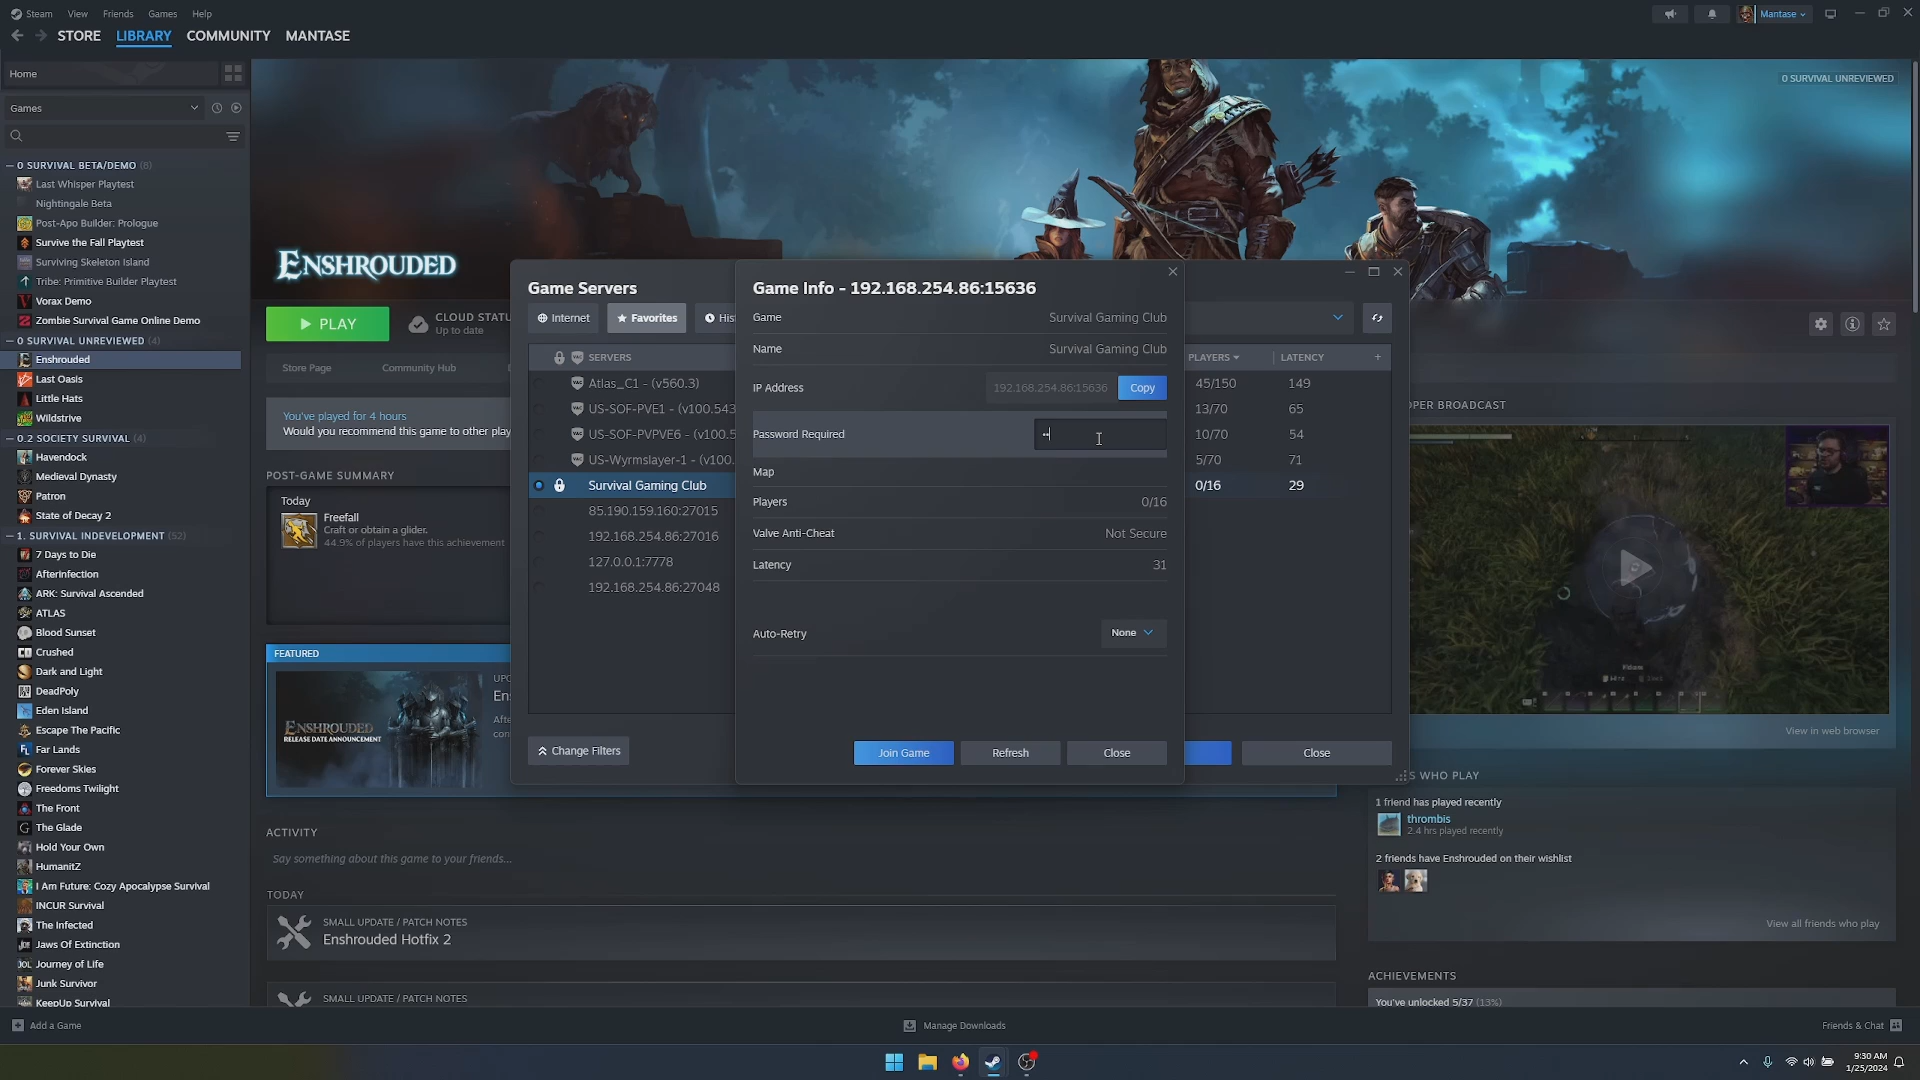 Steam View Friends Games Help
Mantase
STORE LIBRARY COMMUNITY MANTASE
Home
0 SURVIVAL UNREVIEWED
Games
0 SURVIVAL BETA/DEMO (8)
Last Whisper Playtest
Nightingale Beta
Post-Apo Builder: Prologue
Survive the Fall Playtest
Surviving Skeleton Island
Tribe: Primitive Builder Playtest
Vorax Demo
Zombie Survival Game Online Demo
0 SURVIVAL UNREVIEWED (4)
Enshrouded
Last Oasis
Little Hats
Wildstrive
0.2 SOCIETY SURVIVAL (4)
Havendock
Medieval Dynasty
Patron
State of Decay 2
1. SURVIVAL INDEVELOPMENT (52)
7 Days to Die
AfterInfection
ARK: Survival Ascended
ATLAS
Blood Sunset
Crushed
Dark and Light
DeadPoly
Eden Island
Escape The Pacific
Far Lands
Forever Skies
Freedoms Twilight
The Front
The Glade
Hold Your Own
HumanitZ
I Am Future: Cozy Apocalypse Survival
INCUR Survival
The Infected
Jaws Of Extinction
Journey of Life
Junk Survivor
KeepUp Survival
ENSHROUDED
PLAY
CLOUD STATU
Up to date
Store Page Community Hub D
You've played for 4 hours
Would you recommend this game to other play
POST-GAME SUMMARY
Today
Freefall
Craft or obtain a glider.
44.9% of players have this achievement
FEATURED
ENSHROUDED
RELEASE DATE ANNOUNCEMENT
UPC
Ens
Afte
con
Game Servers
Internet Favorites Hist
SERVERS PLAYERS LATENCY +
Atlas_C1 - (v560.3) 45/150 149
US-SOF-PVE1 - (v100.543 13/70 65
US-SOF-PVPVE6 - (v100.5 10/70 54
US-Wyrmslayer-1 - (v100. 5/70 71
Survival Gaming Club 0/16 29
85.190.159.160:27015
192.168.254.86:27016
127.0.0.1:7778
192.168.254.86:27048
Change Filters
Close
Game Info - 192.168.254.86:15636
Game Survival Gaming Club
Name Survival Gaming Club
IP Address 192.168.254.86:15636 Copy
Password Required ••
Map
Players 0/16
Valve Anti-Cheat Not Secure
Latency 31
Auto-Retry None
Join Game Refresh Close
OPER BROADCAST
View in web browser
S WHO PLAY
1 friend has played recently
thrombis
2.4 hrs played recently
2 friends have Enshrouded on their wishlist
View all friends who play
ACHIEVEMENTS
You've unlocked 5/37 (13%)
ACTIVITY
Say something about this game to your friends...
TODAY
SMALL UPDATE / PATCH NOTES
Enshrouded Hotfix 2
SMALL UPDATE / PATCH NOTES
Add a Game
Manage Downloads
Friends & Chat
9:30 AM
1/25/2024